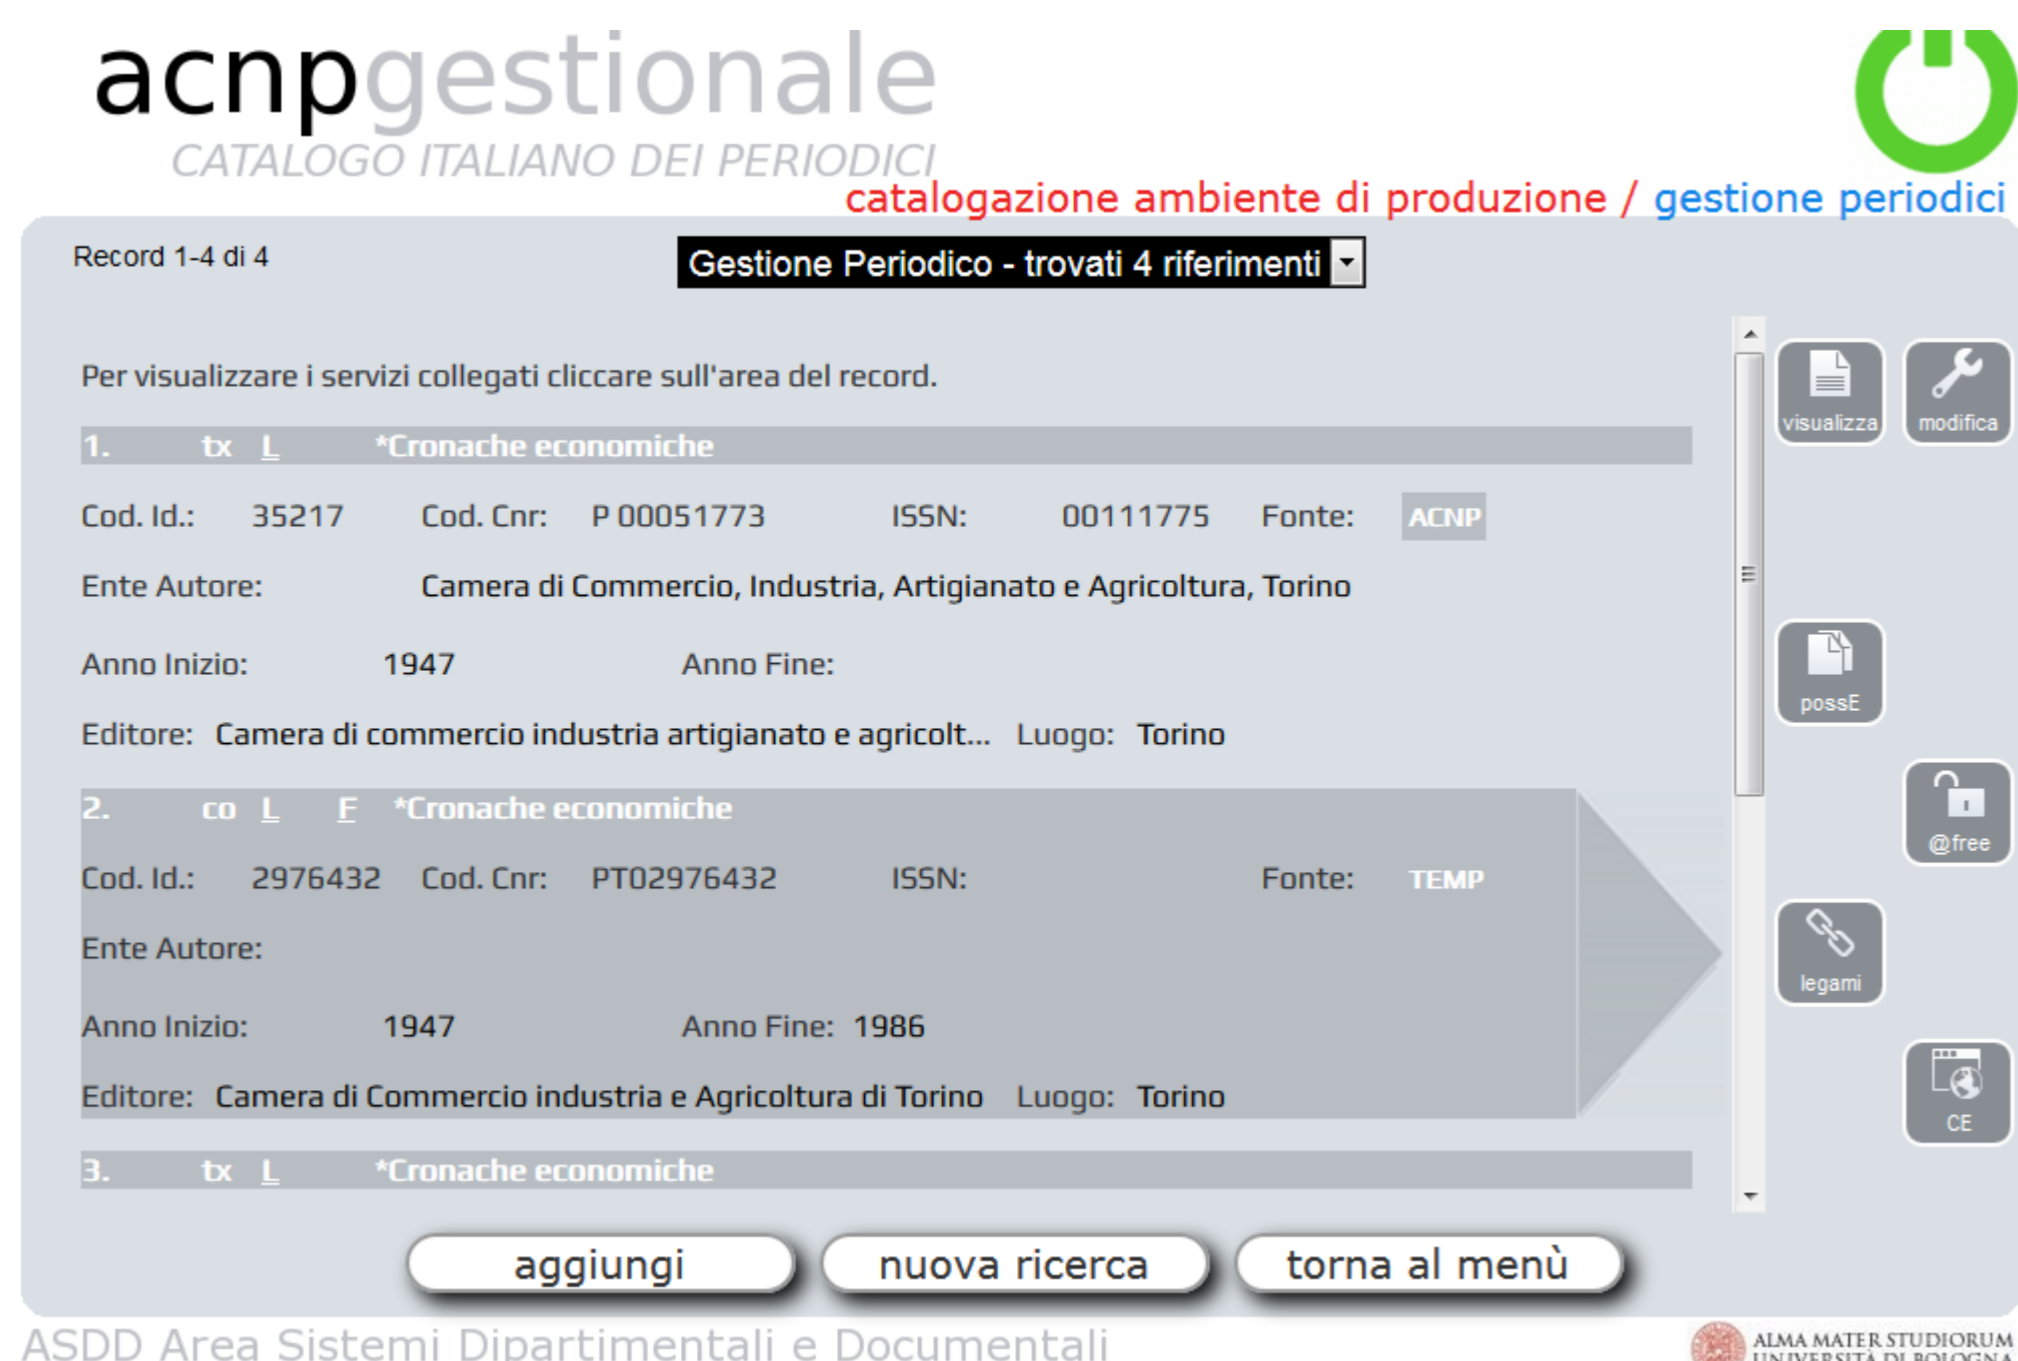 acnpgestionale
CATALOGO ITALIANO DEI PERIODICI
catalogazione ambiente di produzione / gestione periodici
Record 1-4 di 4
Gestione Periodico - trovati 4 riferimenti
Per visualizzare i servizi collegati cliccare sull'area del record.
visualizza modifica
1. tx L *Cronache economiche
Cod. Id.: 35217 Cod. Cnr: P 00051773 ISSN: 00111775 Fonte: ACNP
Ente Autore: Camera di Commercio, Industria, Artigianato e Agricoltura, Torino
Anno Inizio: 1947 Anno Fine:
possE
Editore: Camera di commercio industria artigianato e agricolt... Luogo: Torino
2. co L F *Cronache economiche
@free
Cod. Id.: 2976432 Cod. Cnr: PT02976432 ISSN: Fonte: TEMP
Ente Autore:
legami
Anno Inizio: 1947 Anno Fine: 1986
Editore: Camera di Commercio industria e Agricoltura di Torino Luogo: Torino
CE
3. tx L *Cronache economiche
aggiungi nuova ricerca torna al menù
ASDD Area Sistemi Dipartimentali e Documentali
ALMA MATER STUDIORUM
UNIVERSITÀ DI BOLOGNA